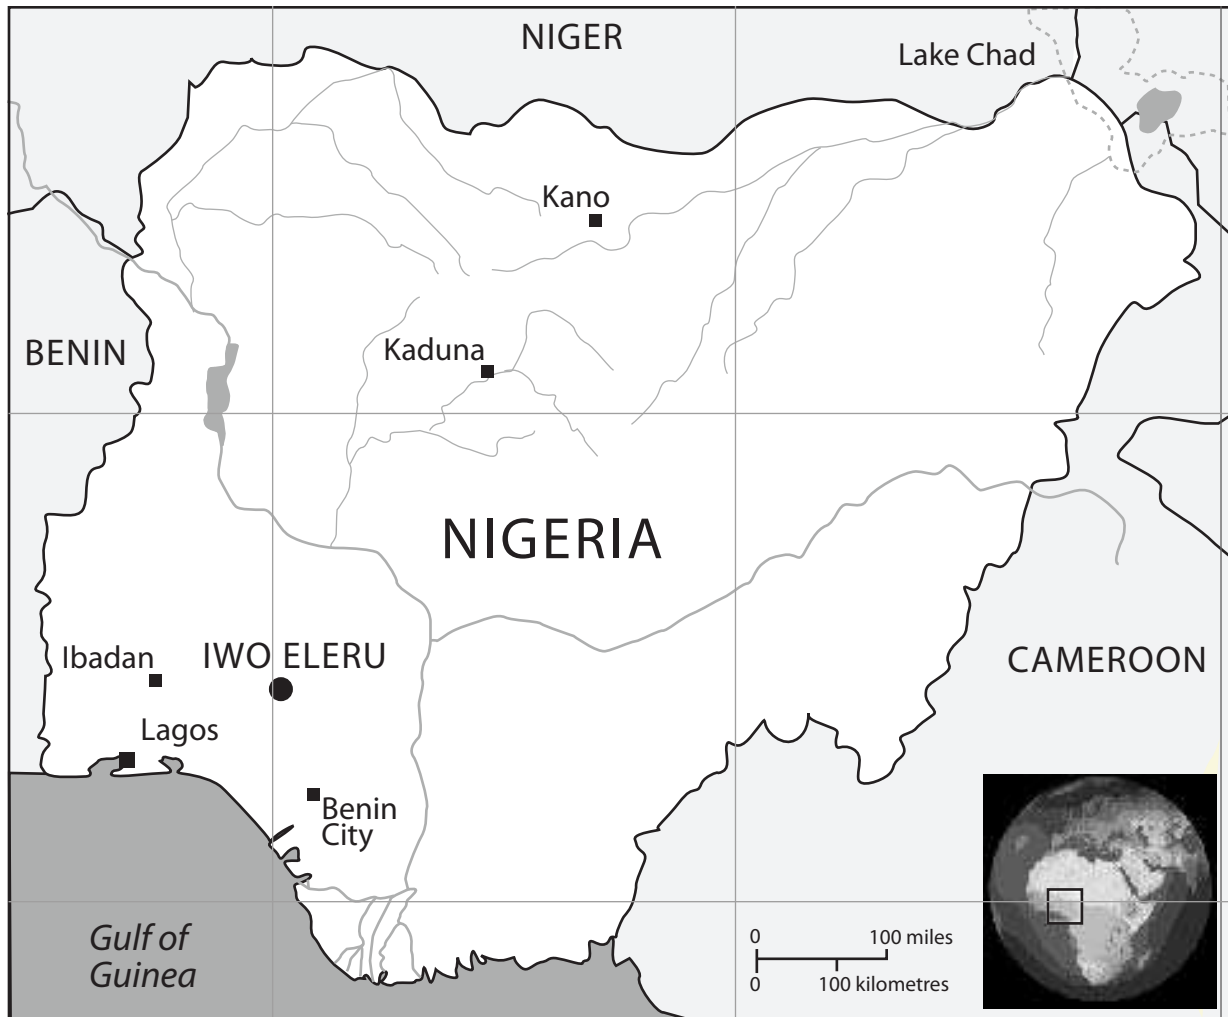 NIGER
Lake Chad
Kano
BENIN
Kaduna
NIGERIA
Ibadan
IWO ELERU
CAMEROON
Lagos
Benin
City
Gulf of
Guinea
0 100 miles
0 100 kilometres